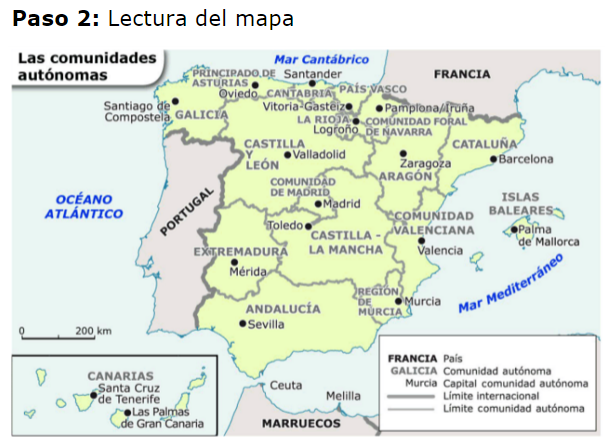 Paso 2: Lectura del mapa
Las comunidades
autónomas
Mar Cantábrico
FRANCIA
PRINCIPADO DE
ASTURIAS
Oviedo
Santander
CANTABRIA
PAÍS VASCO
Vitoria-Gasteiz
Pamplona/Iruña
Santiago de
Compostela
GALICIA
LA RIOJA
Logroño
COMUNIDAD FORAL
DE NAVARRA
CATALUÑA
Barcelona
CASTILLA
Y
LEÓN
Valladolid
Zaragoza
ARAGÓN
COMUNIDAD
DE MADRID
Madrid
OCÉANO
ATLÁNTICO
PORTUGAL
ISLAS
BALEARES
Palma
de Mallorca
Toledo
CASTILLA -
LA MANCHA
COMUNIDAD
VALENCIANA
Valencia
EXTREMADURA
Mérida
Mar Mediterráneo
REGIÓN
DE
MURCIA
Murcia
ANDALUCÍA
Sevilla
0 200 km
CANARIAS
Santa Cruz
de Tenerife
Las Palmas
de Gran Canaria
Ceuta
Melilla
MARRUECOS
FRANCIA País
GALICIA Comunidad autónoma
Murcia Capital comunidad autónoma
Límite internacional
Límite comunidad autónoma